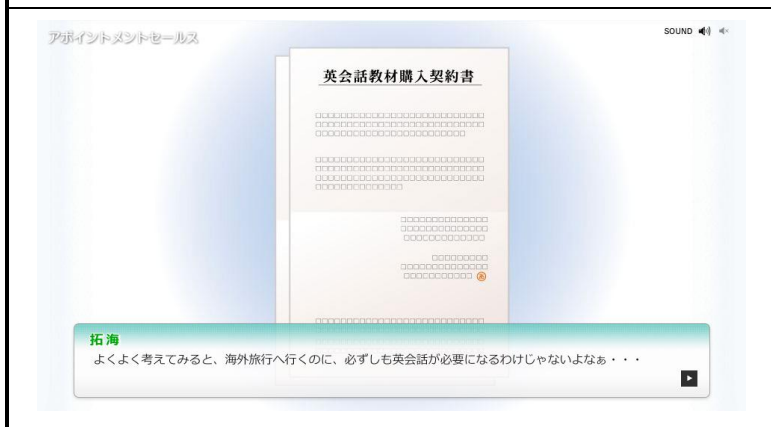 アポイントメントセールス
SOUND
英会話教材購入契約書
拓海
よくよく考えてみると、海外旅行へ行くのに、必ずしも英会話が必要になるわけじゃないよなぁ・・・